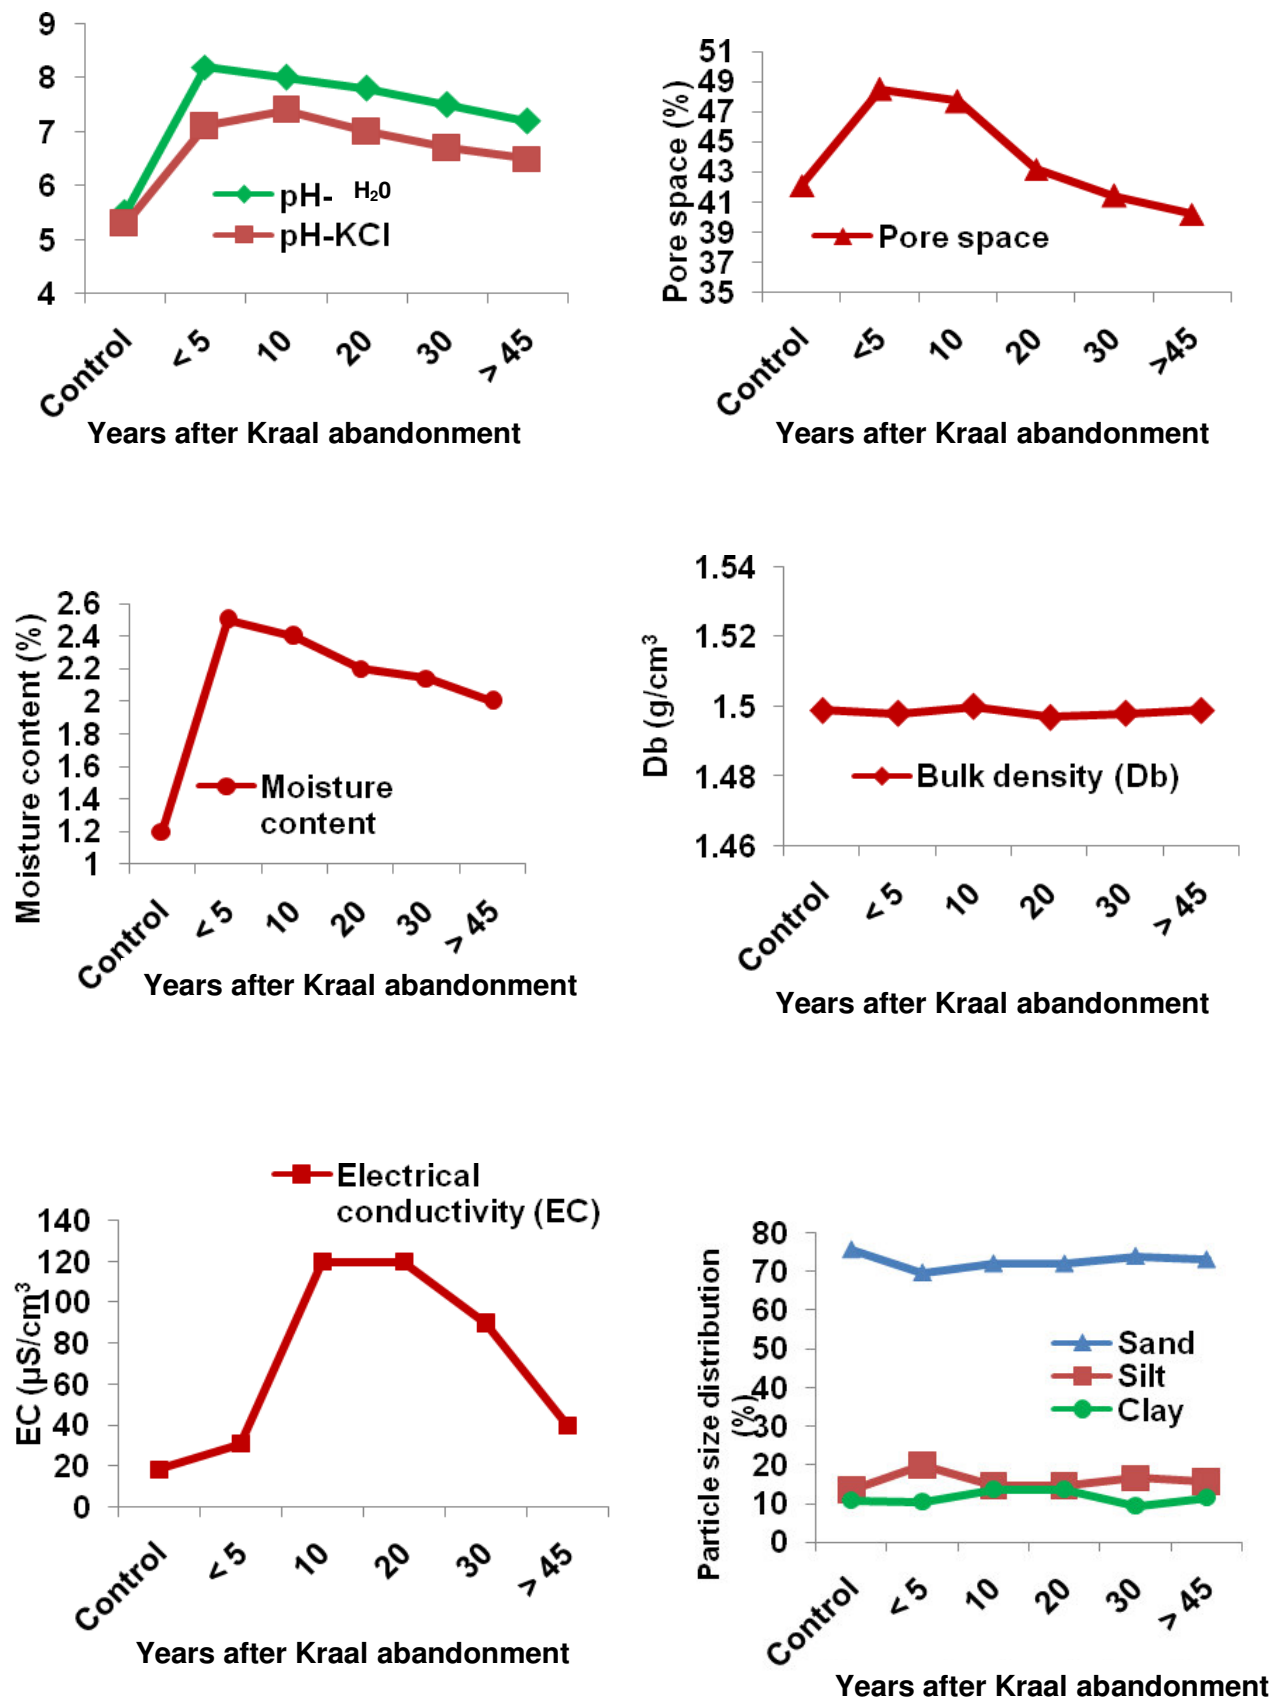 9
8
7
6
5
4
pH- H₂0
pH-KCl
Control
< 5
10
20
30
> 45
Years after Kraal abandonment
Pore space (%)
51
49
47
45
43
41
39
37
35
Pore space
Control
<5
10
20
30
>45
Years after Kraal abandonment
Moisture content (%)
2.6
2.4
2.2
2
1.8
1.6
1.4
1.2
1
Moisture
content
Control
< 5
10
20
30
> 45
Years after Kraal abandonment
Db (g/cm³
1.54
1.52
1.5
1.48
1.46
Bulk density (Db)
Control
< 5
10
20
30
> 45
Years after Kraal abandonment
Electrical
conductivity (EC)
EC (µS/cm³
140
120
100
80
60
40
20
0
Control
< 5
10
20
30
> 45
Years after Kraal abandonment
Particle size distribution
(%)
80
70
60
50
40
30
20
10
0
Sand
Silt
Clay
Control
< 5
10
20
30
> 45
Years after Kraal abandonment